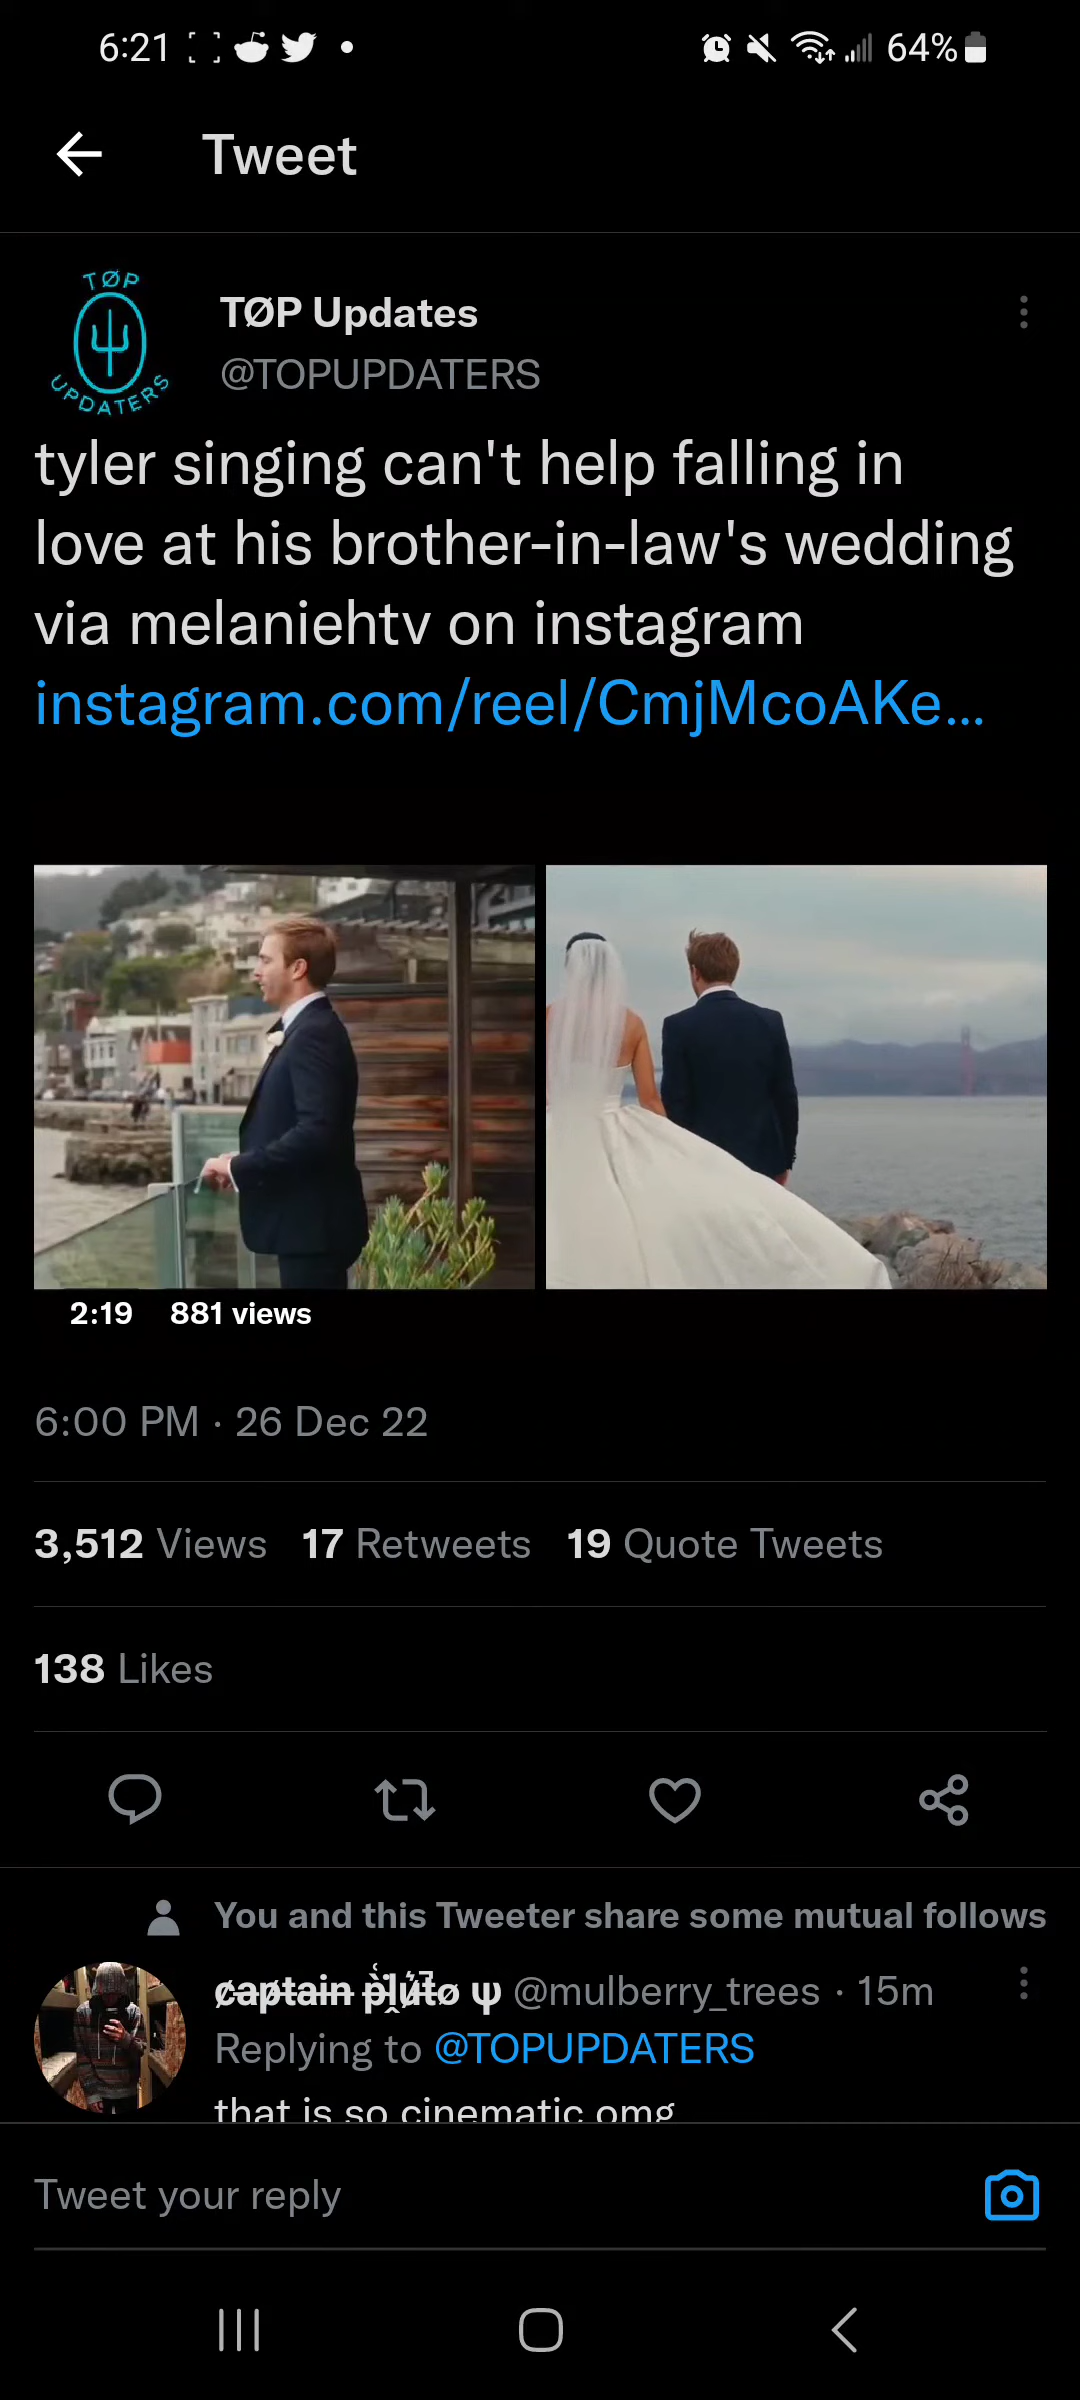 6:21
64%
Tweet
TØP
UPDATERS
TØP Updates
@TOPUPDATERS
tyler singing can't help falling in
love at his brother-in-law's wedding
via melaniehtv on instagram
instagram.com/reel/CmjMcoAKe...
2:19 881 views
6:00 PM · 26 Dec 22
3,512 Views 17 Retweets 19 Quote Tweets
138 Likes
You and this Tweeter share some mutual follows
@mulberry_trees · 15m
Replying to @TOPUPDATERS
that is so cinematic omg
Tweet your reply